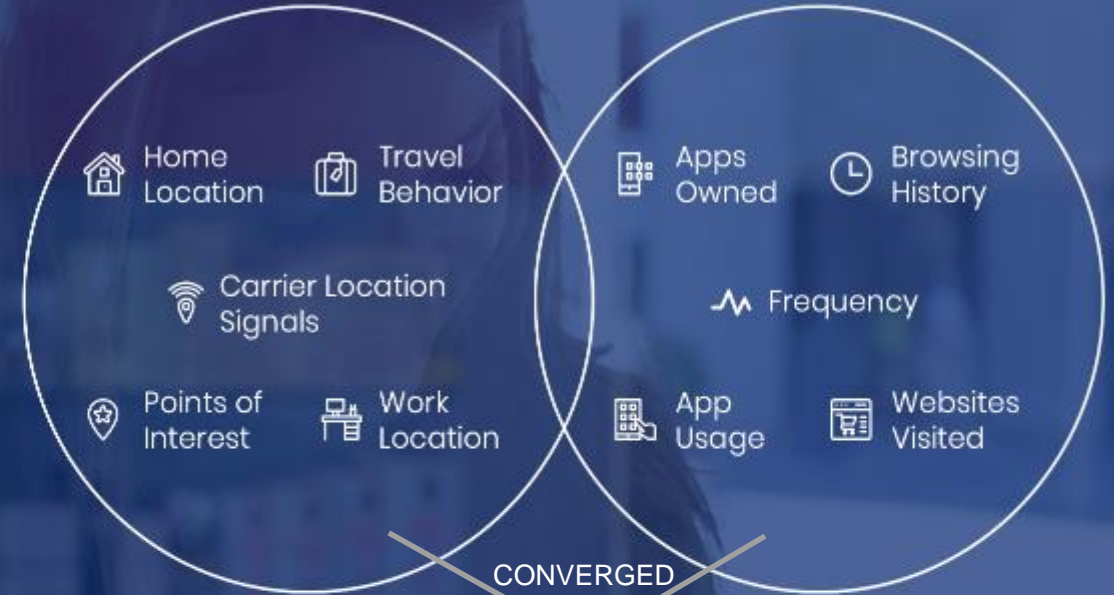 Home
Location
Travel
Behavior
Carrier Location
Signals
Points of
Interest
Work
Location
Apps
Owned
Browsing
History
Frequency
App
Usage
Websites
Visited
CONVERGED